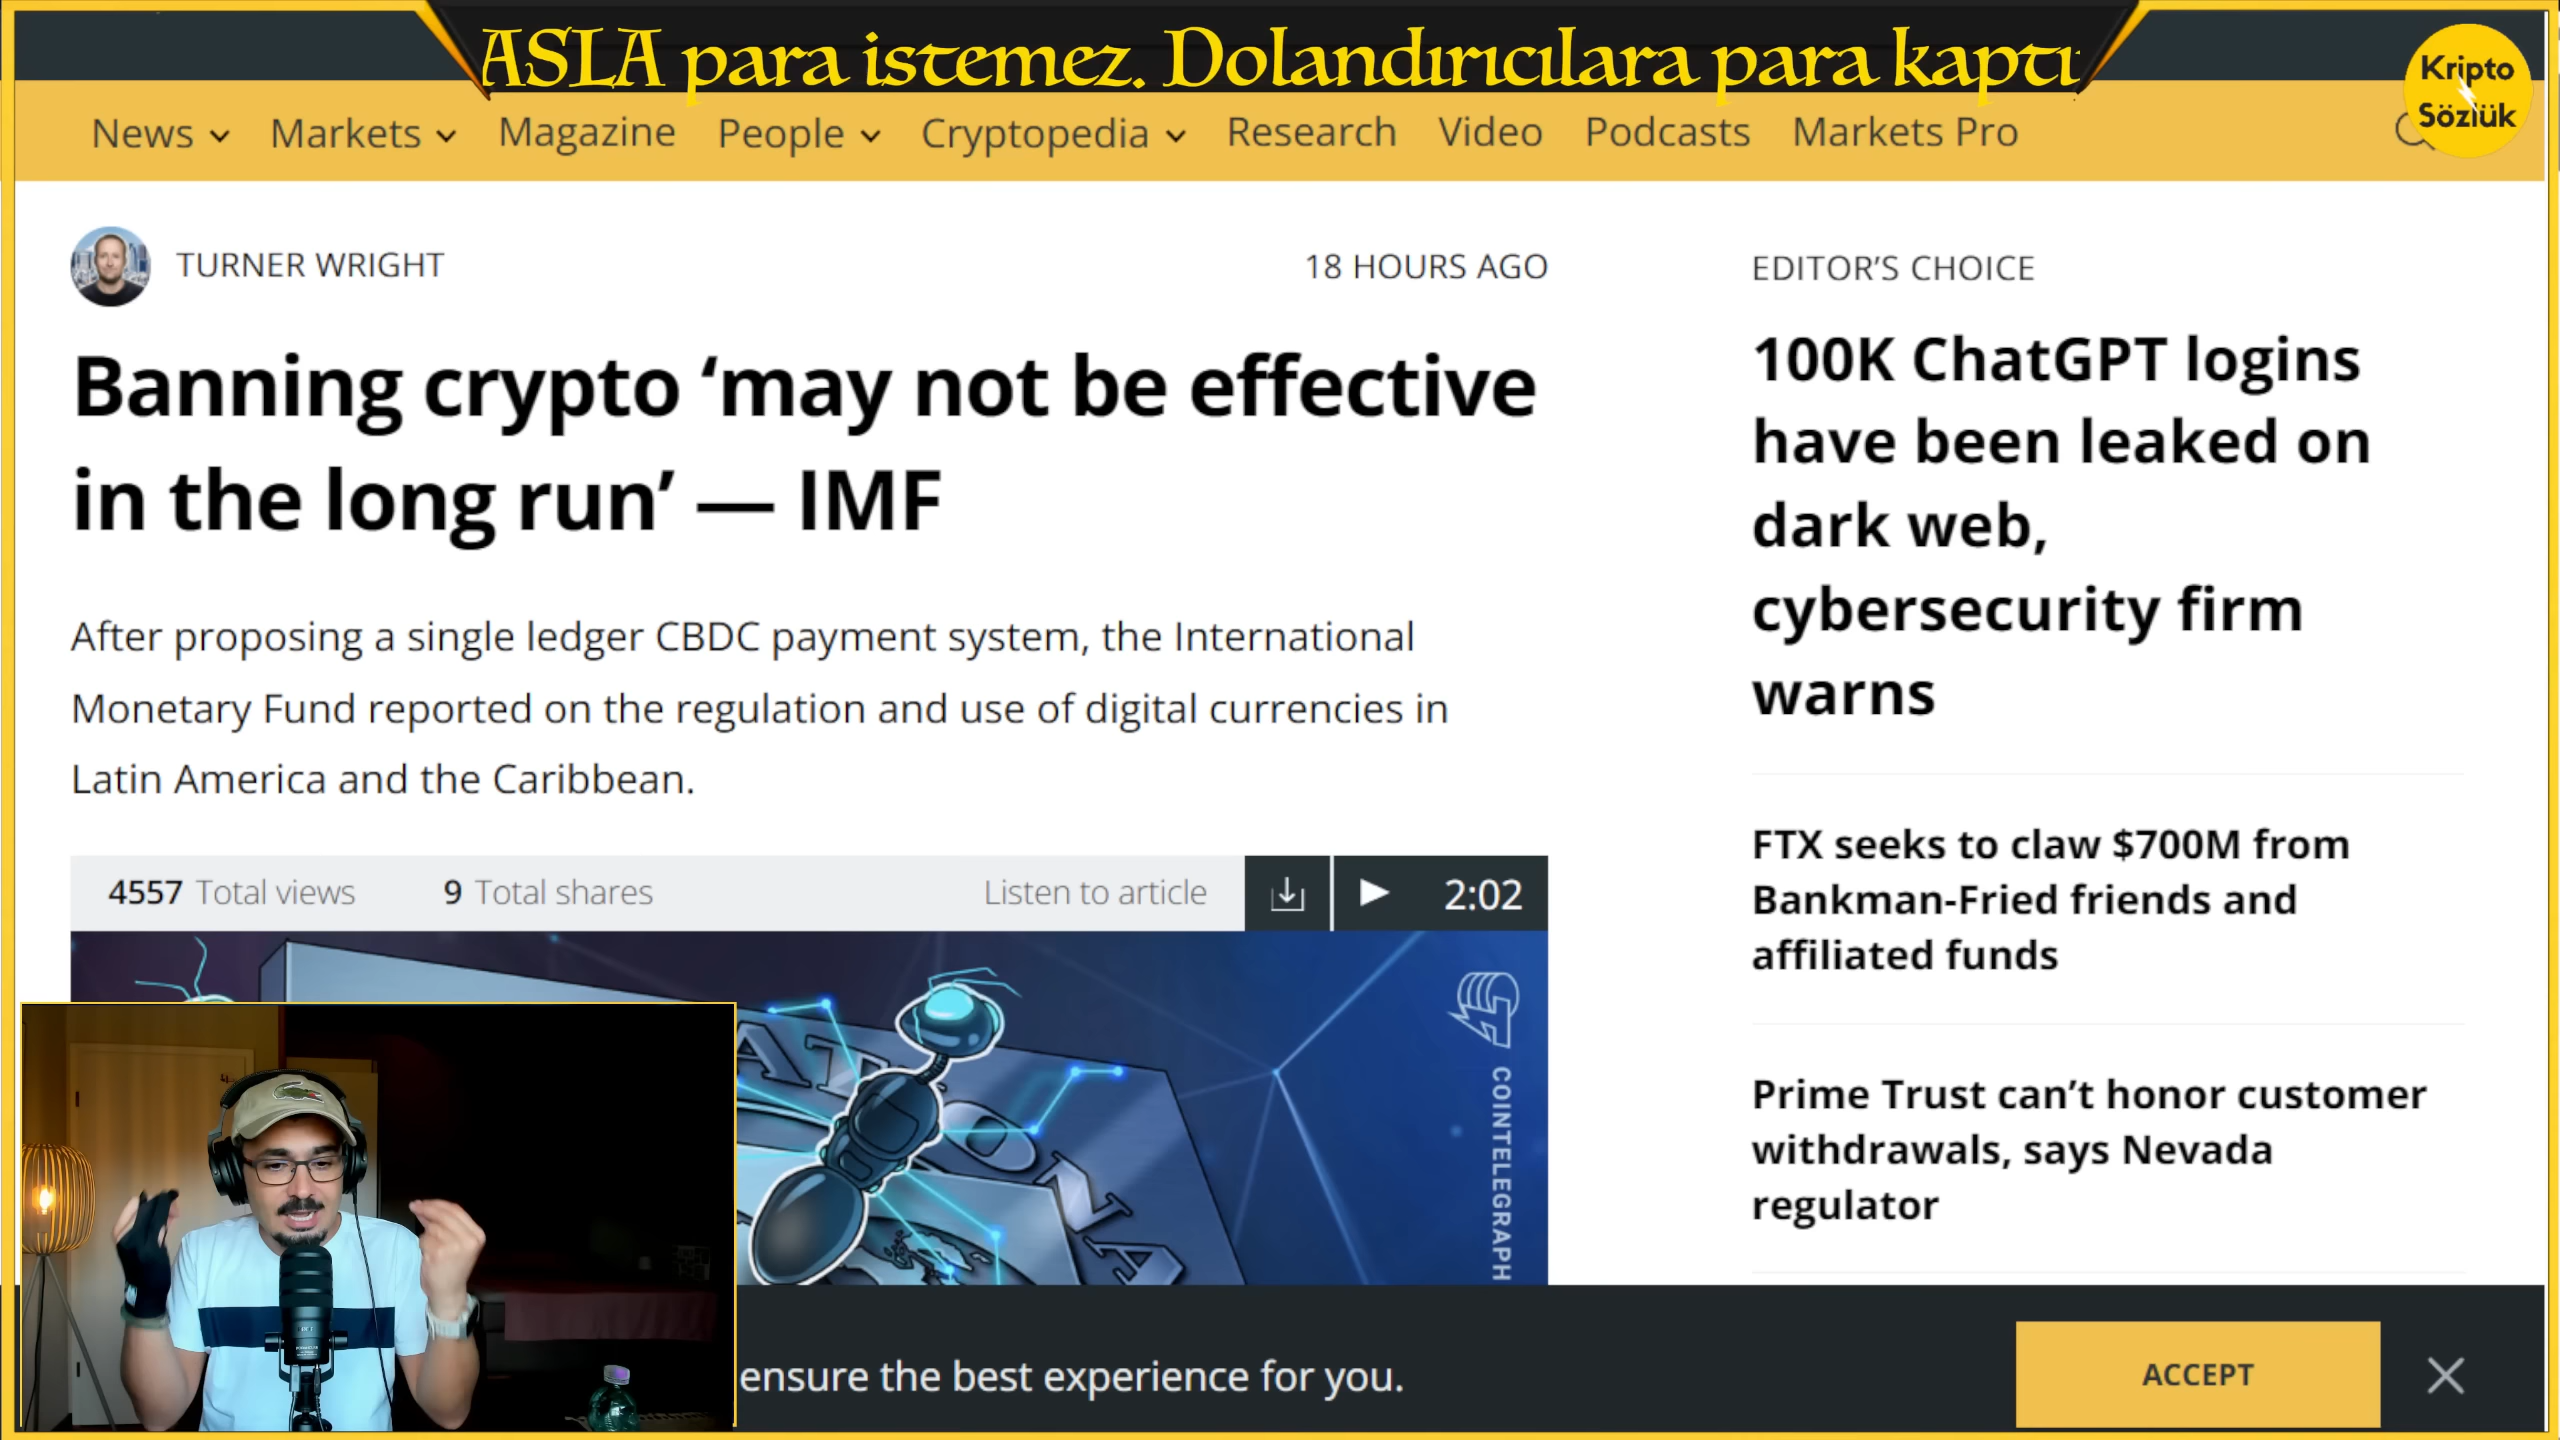 ASLA para istemez. Dolandırıcılara para kaptı
Kripto
Sözlük
News Markets Magazine People Cryptopedia Research Video Podcasts Markets Pro
TURNER WRIGHT
18 HOURS AGO
Banning crypto ‘may not be effective
in the long run’ — IMF
After proposing a single ledger CBDC payment system, the International
Monetary Fund reported on the regulation and use of digital currencies in
Latin America and the Caribbean.
4557 Total views 9 Total shares Listen to article 2:02
COINTELEGRAPH
EDITOR’S CHOICE
100K ChatGPT logins
have been leaked on
dark web,
cybersecurity firm
warns
FTX seeks to claw $700M from
Bankman-Fried friends and
affiliated funds
Prime Trust can’t honor customer
withdrawals, says Nevada
regulator
ensure the best experience for you.
ACCEPT